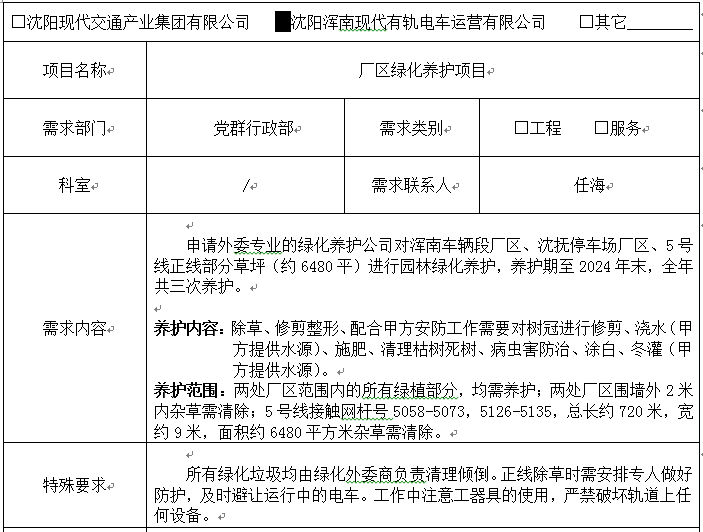 □沈阳现代交通产业集团有限公司 ■沈阳浑南现代有轨电车运营有限公司 □其它________
项目名称 厂区绿化养护项目
需求部门 党群行政部 需求类别 □工程 □服务
科室 / 需求联系人 任海
申请外委专业的绿化养护公司对浑南车辆段厂区、沈抚停车场厂区、5号
线正线部分草坪（约6480平）进行园林绿化养护，养护期至2024年末，全年
共三次养护。
需求内容
养护内容：除草、修剪整形、配合甲方安防工作需要对树冠进行修剪、浇水（甲
方提供水源）、施肥、清理枯树死树、病虫害防治、涂白、冬灌（甲
方提供水源）。
养护范围：两处厂区范围内的所有绿植部分，均需养护；两处厂区围墙外2米
内杂草需清除；5号线接触网杆号5058-5073，5126-5135，总长约720米，宽
约9米，面积约6480平方米杂草需清除。
特殊要求
所有绿化垃圾均由绿化外委商负责清理倾倒。正线除草时需安排专人做好
防护，及时避让运行中的电车。工作中注意工器具的使用，严禁破坏轨道上任
何设备。